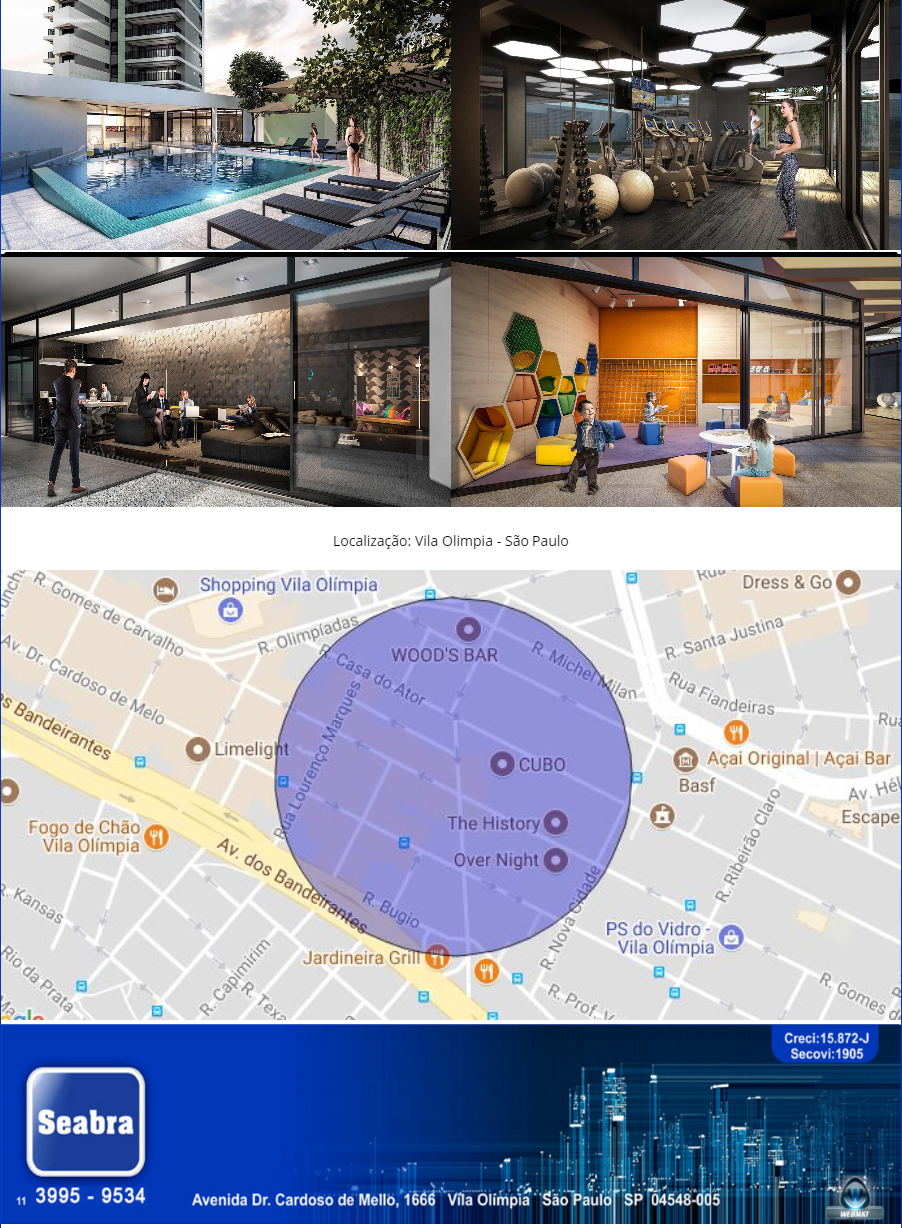 Localização: Vila Olimpia - São Paulo
Shopping Vila Olímpia
Dress & Go
R. Gomes de Carvalho
R. Olimpíadas
WOOD'S BAR
R. Michel Milan
R. Santa Justina
Av. Dr. Cardoso de Melo
R. Casa do Ator
Rua Fiandeiras
Rua
os Bandeirantes
Limelight
Rua Lourenço Marques
CUBO
Açaí Original | Açai Bar
Basf
Av. Hél
Escape
The History
Fogo de Chão
Vila Olímpia
Over Night
Av. dos Bandeirantes
R. Bugio
R. Nova Cidade
R. Ribeirão Claro
R. Kansas
PS do Vidro -
Vila Olímpia
Jardineira Grill
Rio da Prata
R. Capimirim
R. Texa
R. Prof. V
R. Gomes d
Creci:15.872-J
Secovi:1905
Seabra
11 3995 - 9534
Avenida Dr. Cardoso de Mello, 1666 Vila Olímpia São Paulo SP 04548-005
WEBMKT